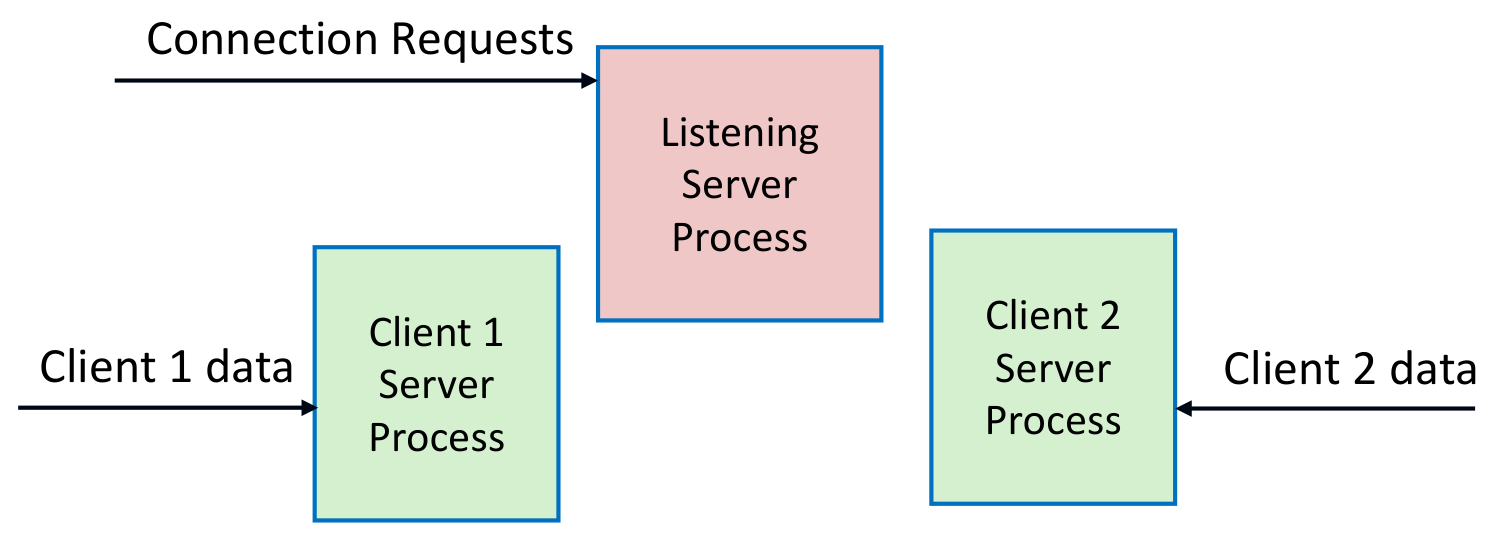 Connection Requests
Listening
Server
Process
Client 1 data
Client 1
Server
Process
Client 2
Server
Process
Client 2 data